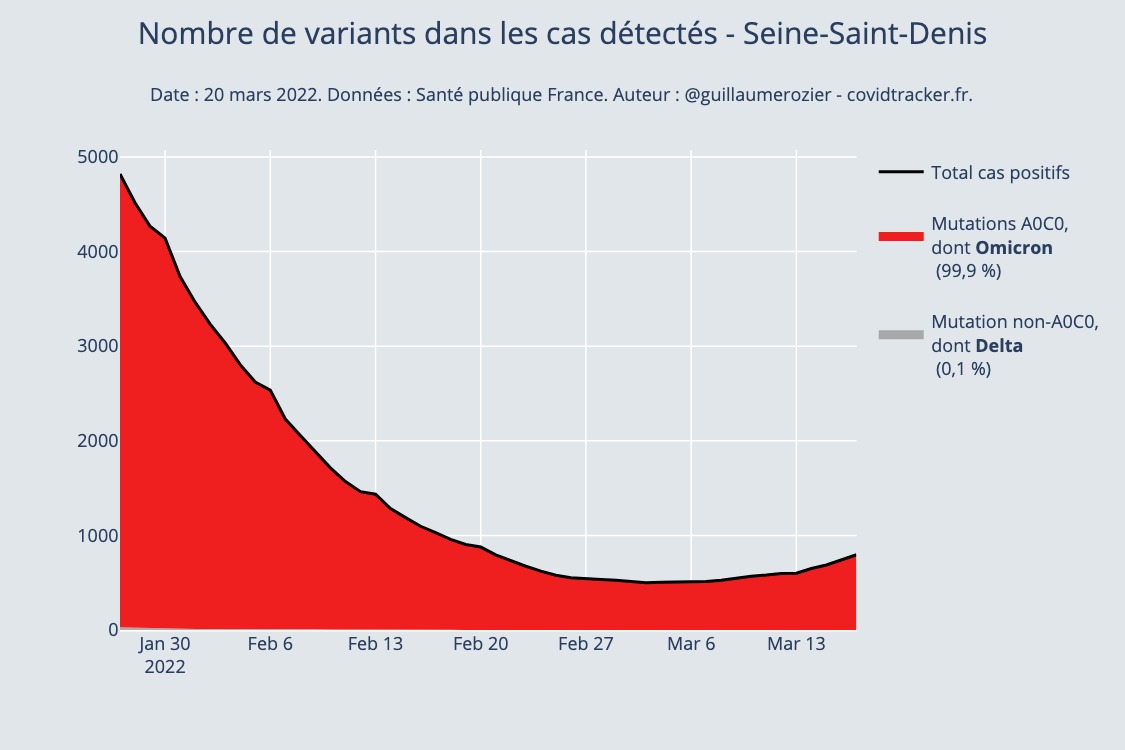 Nombre de variants dans les cas détectés - Seine-Saint-Denis
Date : 20 mars 2022. Données : Santé publique France. Auteur : @guillaumerozier - covidtracker.fr.
5000
4000
3000
2000
1000
0
Jan 30
2022
Feb 6
Feb 13
Feb 20
Feb 27
Mar 6
Mar 13
Total cas positifs
Mutations A0C0,
dont Omicron
(99,9 %)
Mutation non-A0C0,
dont Delta
(0,1 %)